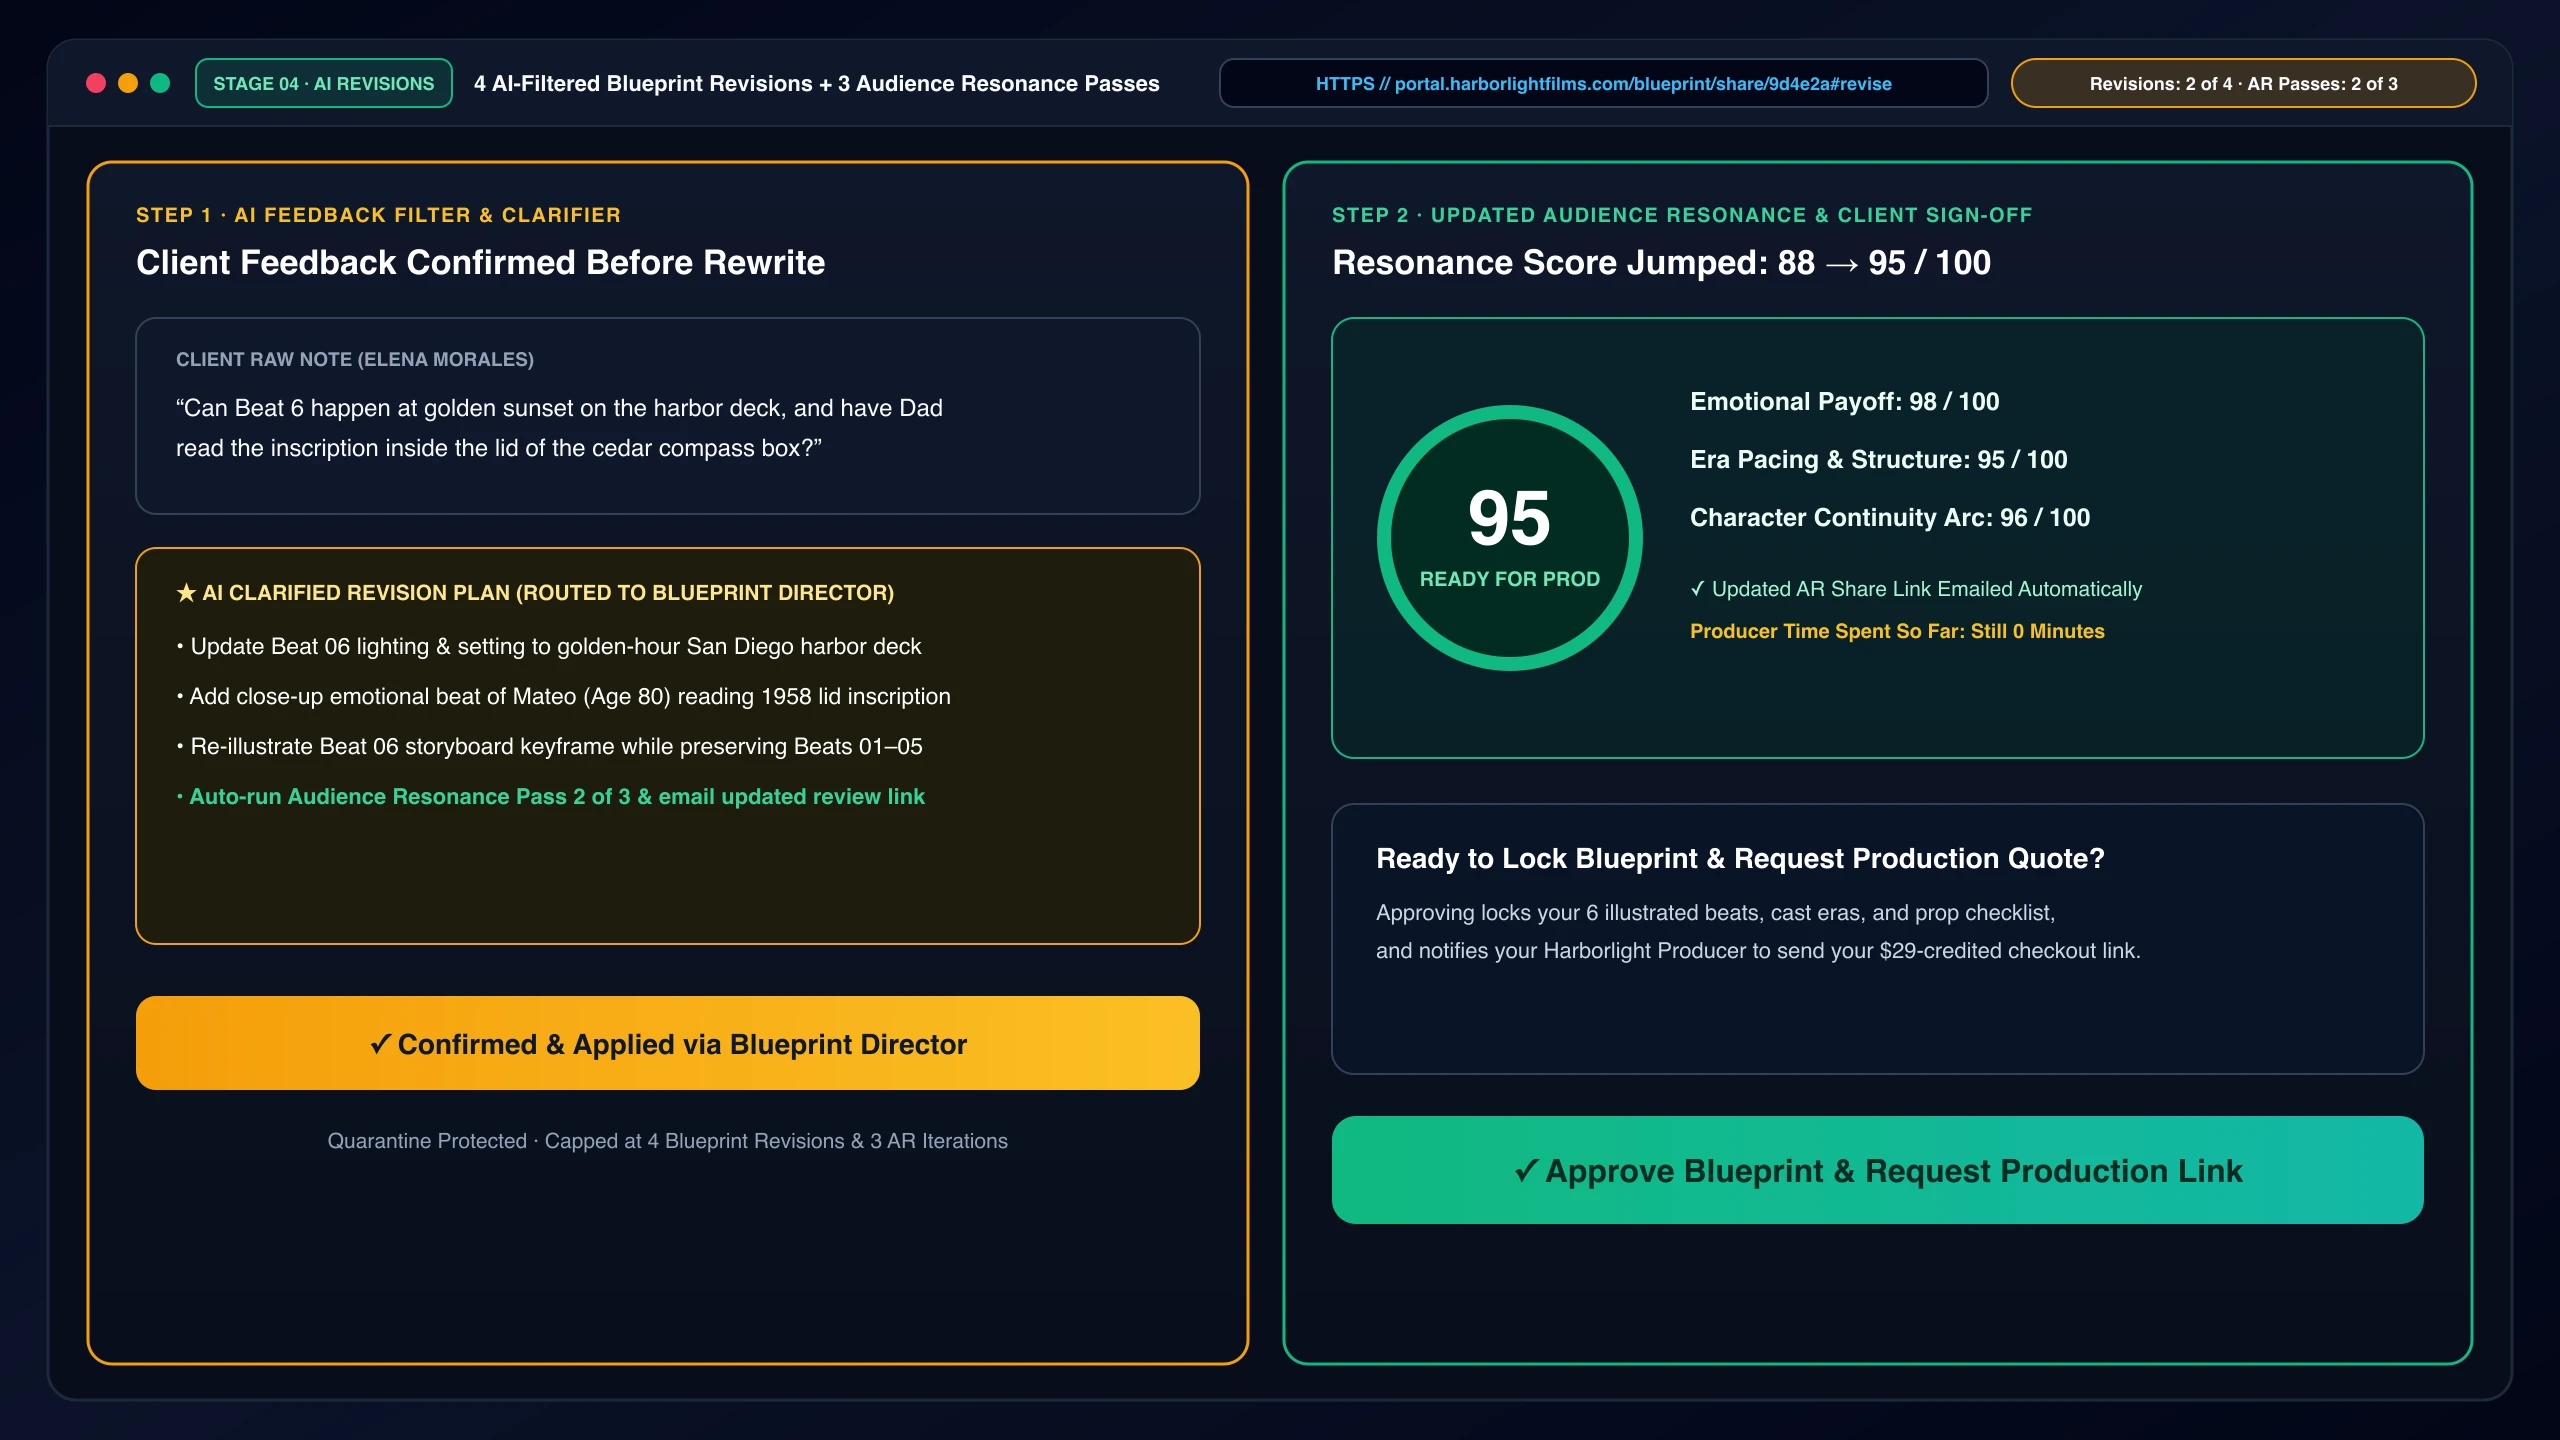 STAGE 04 · AI REVISIONS
4 AI-Filtered Blueprint Revisions + 3 Audience Resonance Passes
HTTPS // portal.harborlightfilms.com/blueprint/share/9d4e2a#revise
Revisions: 2 of 4 · AR Passes: 2 of 3
STEP 1 · AI FEEDBACK FILTER & CLARIFIER
Client Feedback Confirmed Before Rewrite
CLIENT RAW NOTE (ELENA MORALES)
“Can Beat 6 happen at golden sunset on the harbor deck, and have Dad
read the inscription inside the lid of the cedar compass box?”
★ AI CLARIFIED REVISION PLAN (ROUTED TO BLUEPRINT DIRECTOR)
• Update Beat 06 lighting & setting to golden-hour San Diego harbor deck
• Add close-up emotional beat of Mateo (Age 80) reading 1958 lid inscription
• Re-illustrate Beat 06 storyboard keyframe while preserving Beats 01–05
• Auto-run Audience Resonance Pass 2 of 3 & email updated review link
✓ Confirmed & Applied via Blueprint Director
Quarantine Protected · Capped at 4 Blueprint Revisions & 3 AR Iterations
STEP 2 · UPDATED AUDIENCE RESONANCE & CLIENT SIGN-OFF
Resonance Score Jumped: 88 → 95 / 100
95
READY FOR PROD
Emotional Payoff: 98 / 100
Era Pacing & Structure: 95 / 100
Character Continuity Arc: 96 / 100
✓ Updated AR Share Link Emailed Automatically
Producer Time Spent So Far: Still 0 Minutes
Ready to Lock Blueprint & Request Production Quote?
Approving locks your 6 illustrated beats, cast eras, and prop checklist,
and notifies your Harborlight Producer to send your $29-credited checkout link.
✓ Approve Blueprint & Request Production Link